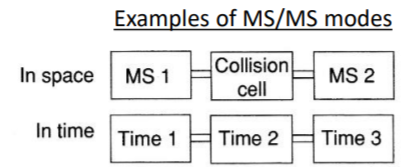 Examples of MS/MS modes
In space MS 1 Collision cell MS 2
In time Time 1 Time 2 Time 3